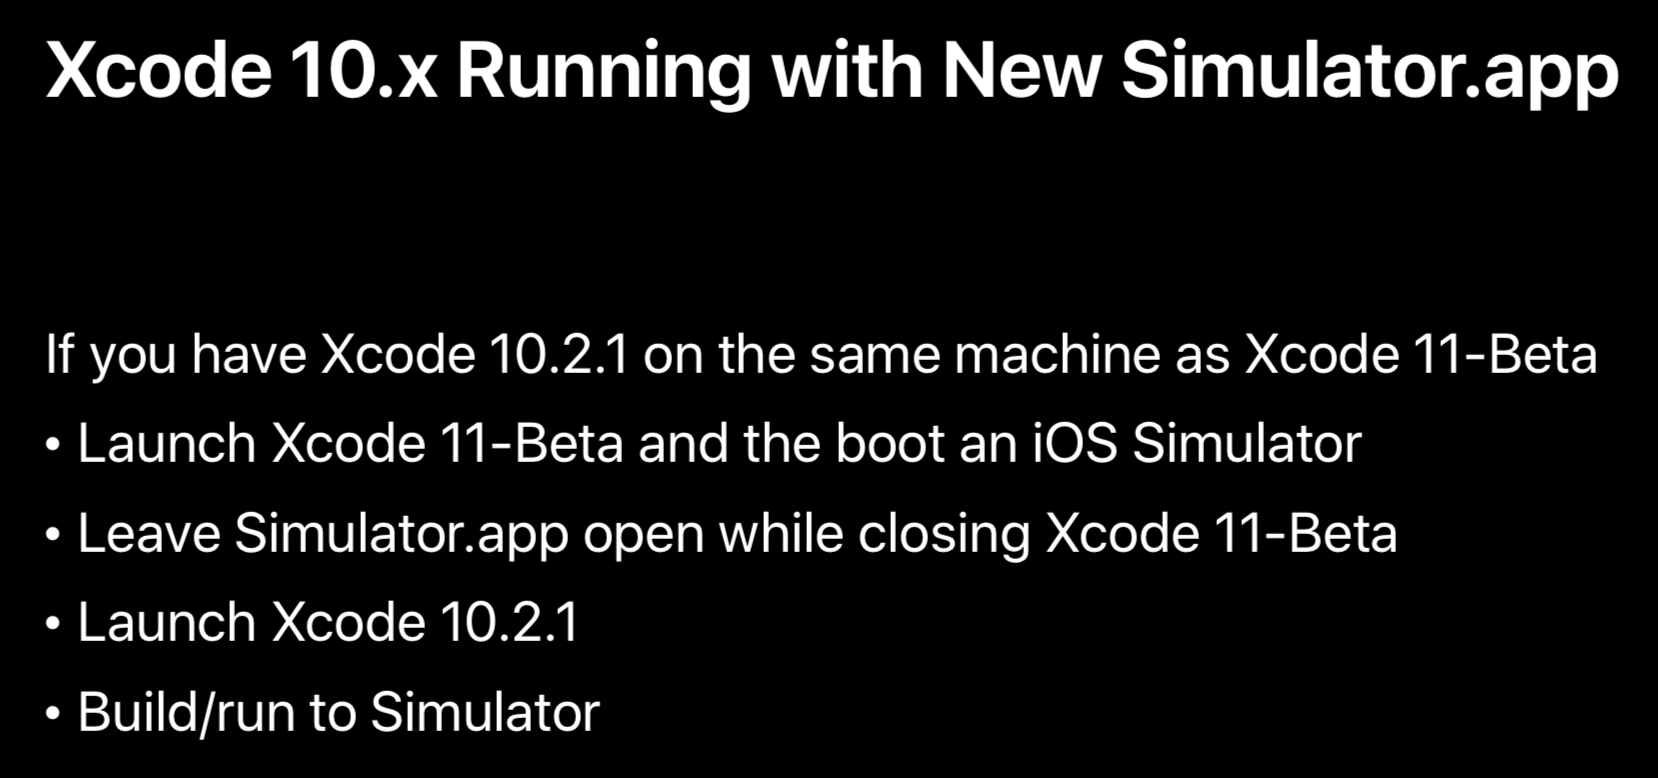 Xcode 10.x Running with New Simulator.app
If you have Xcode 10.2.1 on the same machine as Xcode 11-Beta
• Launch Xcode 11-Beta and the boot an iOS Simulator
• Leave Simulator.app open while closing Xcode 11-Beta
• Launch Xcode 10.2.1
• Build/run to Simulator